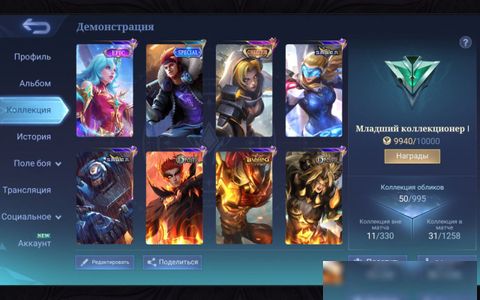 Демонстрация
?
Профиль
Альбом
Коллекция
История
Поле боя
Трансляция
Социальное
NEW
Аккаунт
EPIC
SPECIAL
Редактировать
Поделиться
Младший коллекционер I
9940/10000
Награды
Коллекция обликов
50/995
Коллекция вне
матча
11/330
Коллекция в
матче
31/1258